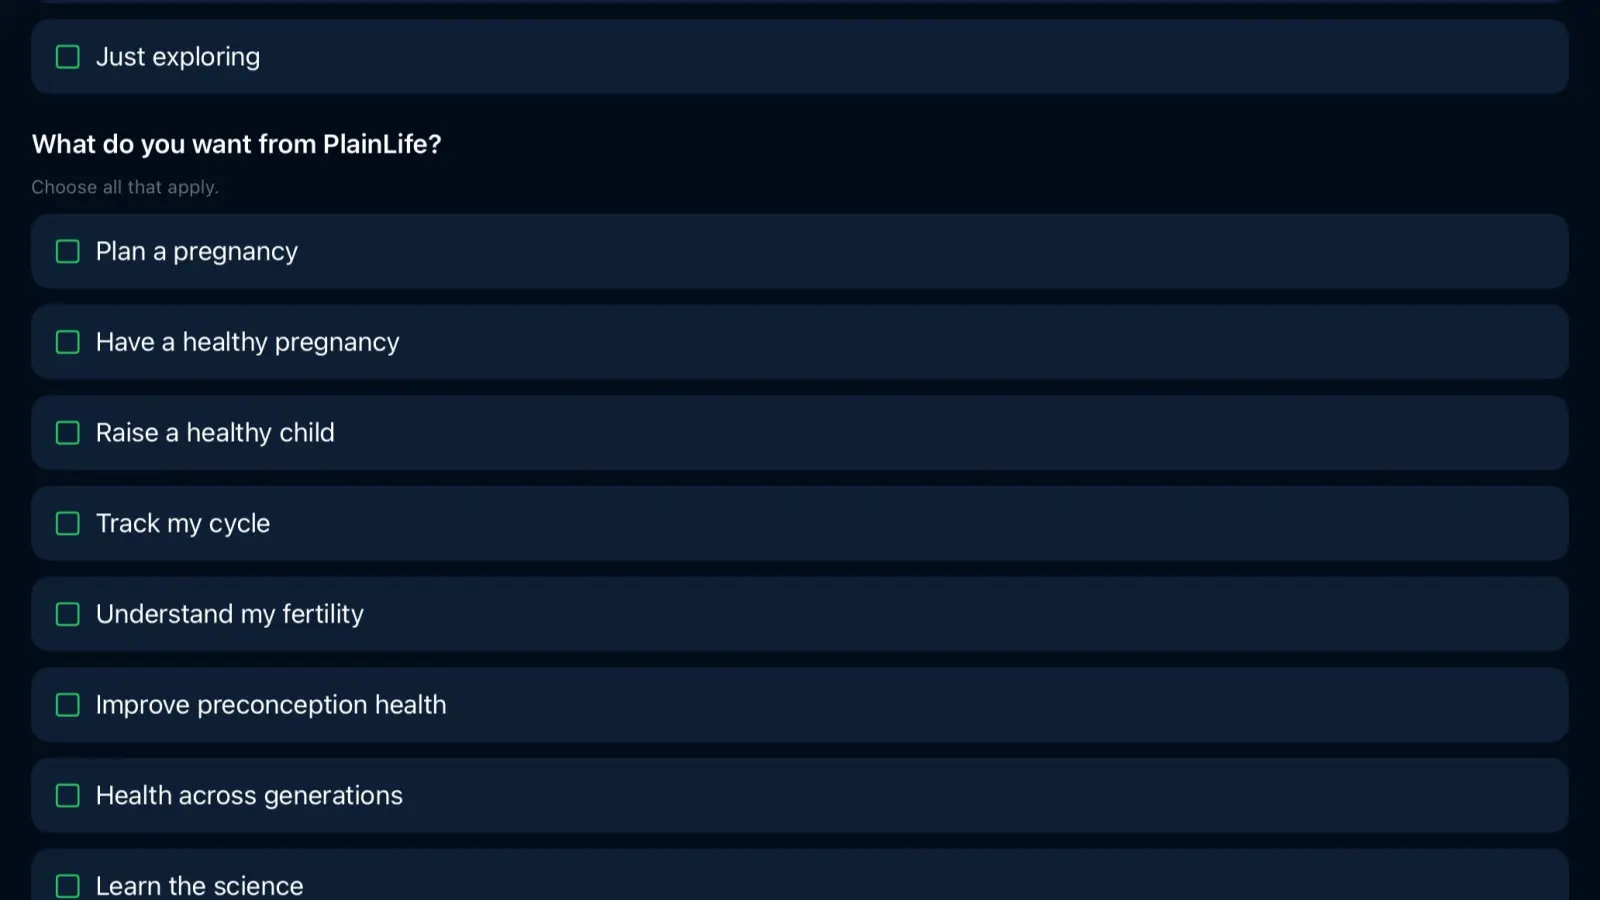 Just exploring
What do you want from PlainLife?
Choose all that apply.
Plan a pregnancy
Have a healthy pregnancy
Raise a healthy child
Track my cycle
Understand my fertility
Improve preconception health
Health across generations
Learn the science